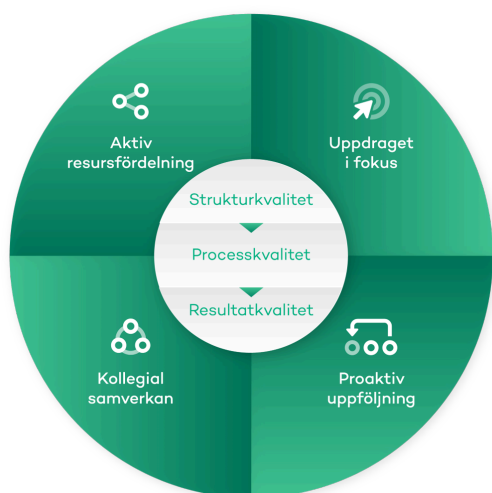 Aktiv
resursfördelning
Uppdraget
i fokus
Strukturkvalitet
Processkvalitet
Resultatkvalitet
Kollegial
samverkan
Proaktiv
uppföljning